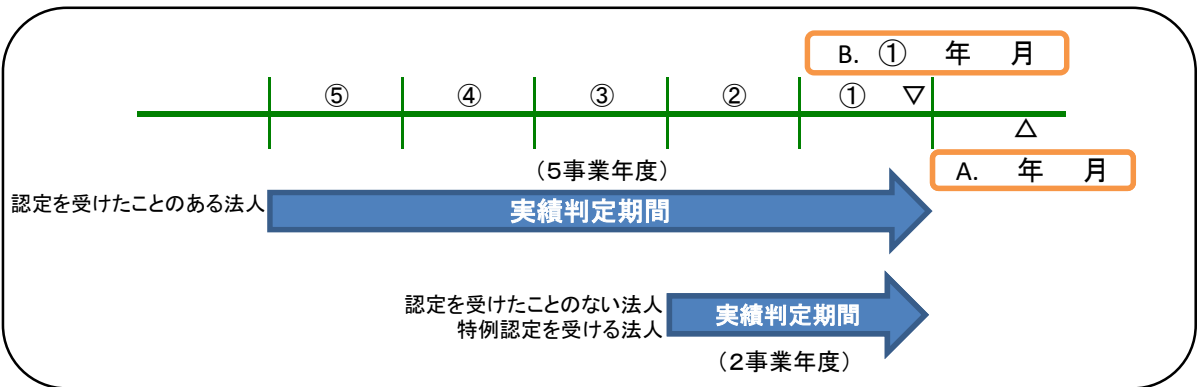 B. ① 年 月
⑤ ④ ③ ② ① ▽
△
(5事業年度)
A. 年 月
認定を受けたことのある法人
実績判定期間
認定を受けたことのない法人
特例認定を受ける法人
実績判定期間
(2事業年度)